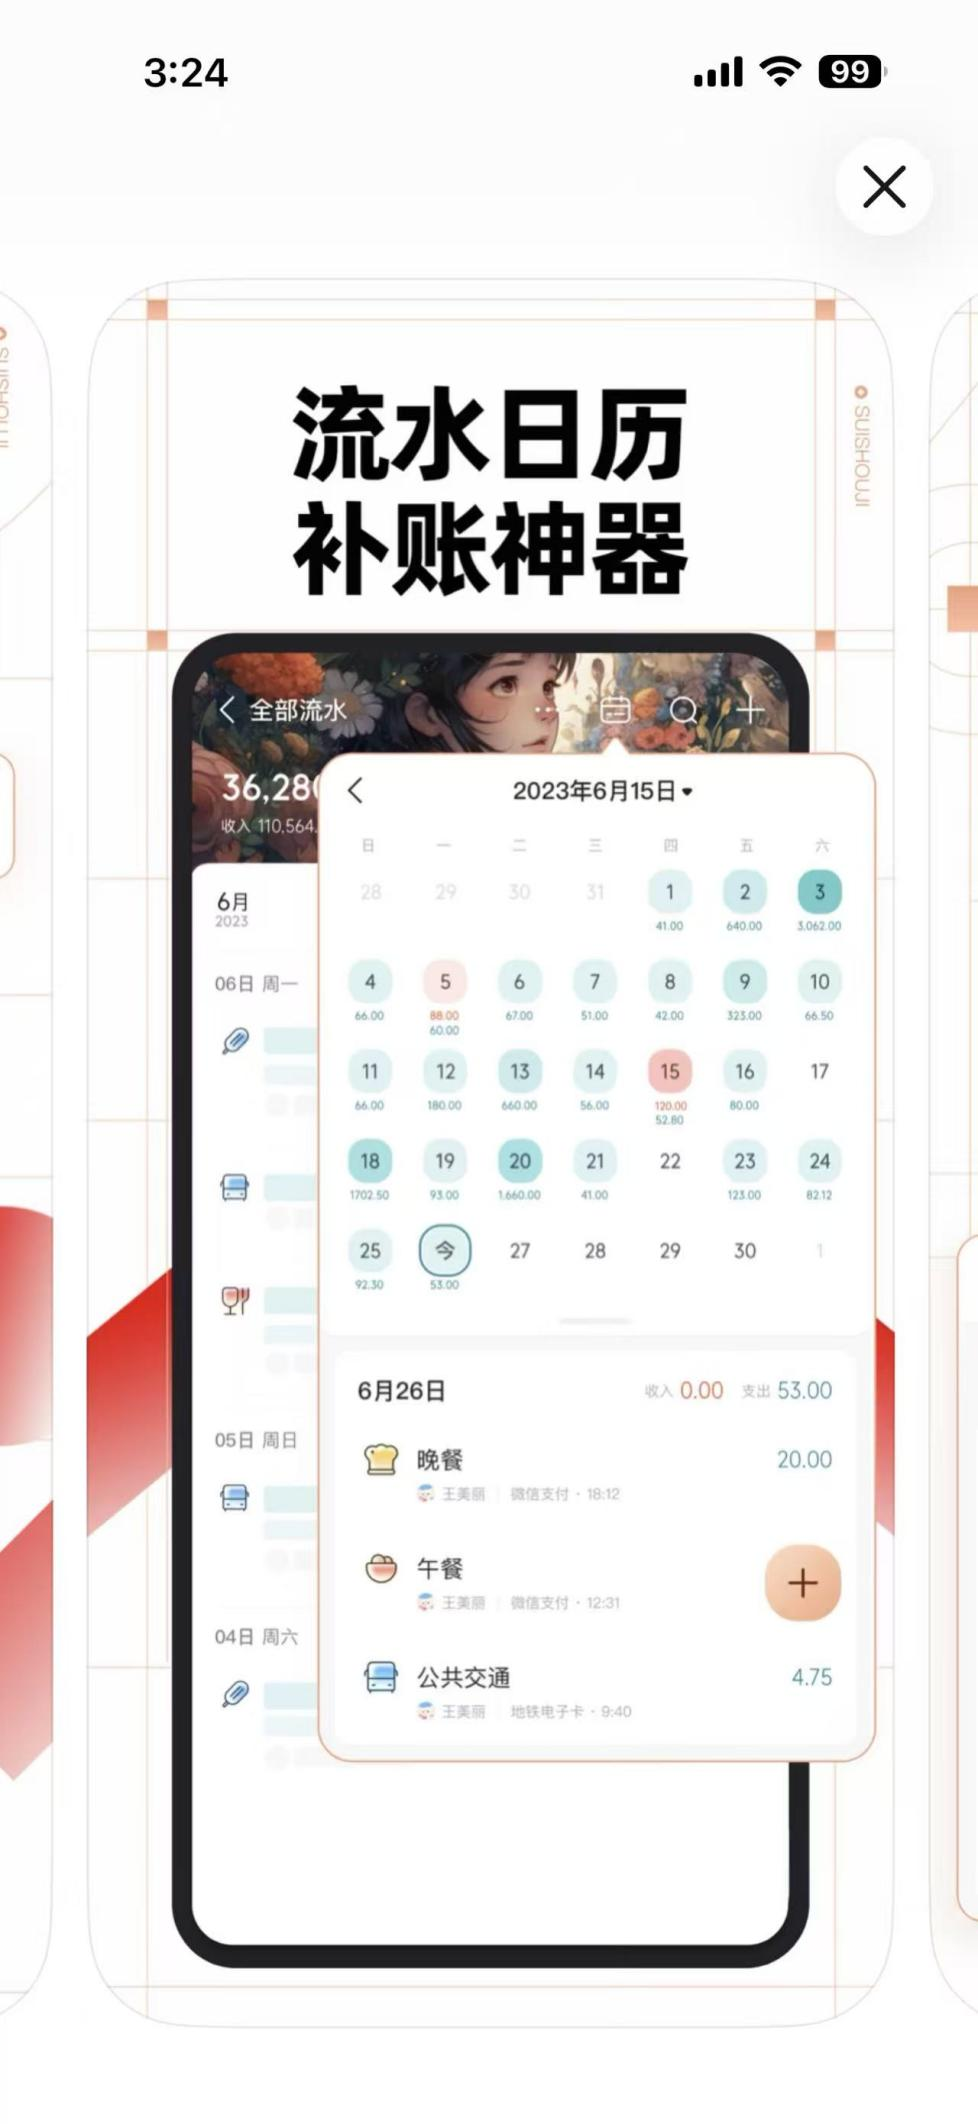 3:24
99
SUISHOUJI
流水日历
补账神器
全部流水
36,28
收入 110,564.
6月
2023
06日 周一
05日 周日
04日 周六
2023年6月15日
日 一 二 三 四 五 六
28 29 30 31 1 2 3
41.00 640.00 3,062.00
4 5 6 7 8 9 10
66.00 88.00 67.00 51.00 42.00 323.00 66.50
60.00
11 12 13 14 15 16 17
66.00 180.00 660.00 56.00 120.00 80.00
52.80
18 19 20 21 22 23 24
1702.50 93.00 1,660.00 41.00 123.00 82.12
25 今 27 28 29 30 1
92.30 53.00
6月26日 收入 0.00 支出 53.00
晚餐 20.00
王美丽 微信支付 · 18:12
午餐
王美丽 微信支付 · 12:31
公共交通 4.75
王美丽 地铁电子卡 · 9:40